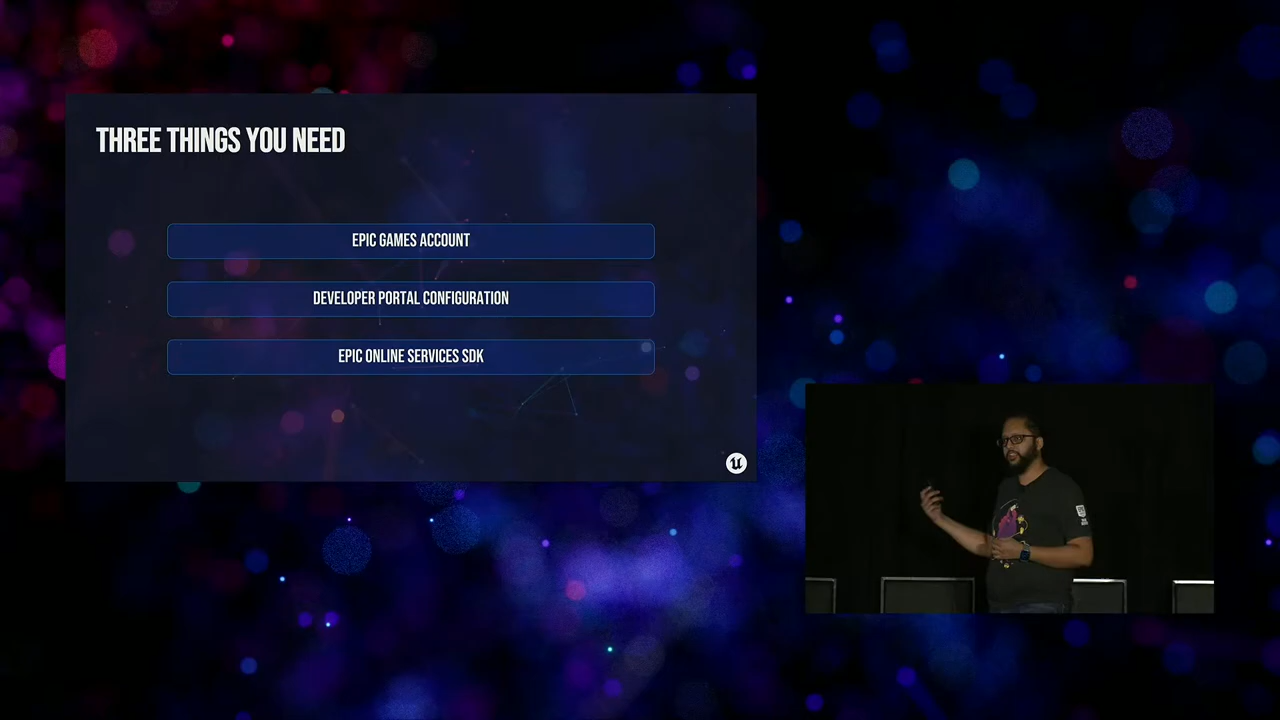 THREE THINGS YOU NEED
EPIC GAMES ACCOUNT
DEVELOPER PORTAL CONFIGURATION
EPIC ONLINE SERVICES SDK